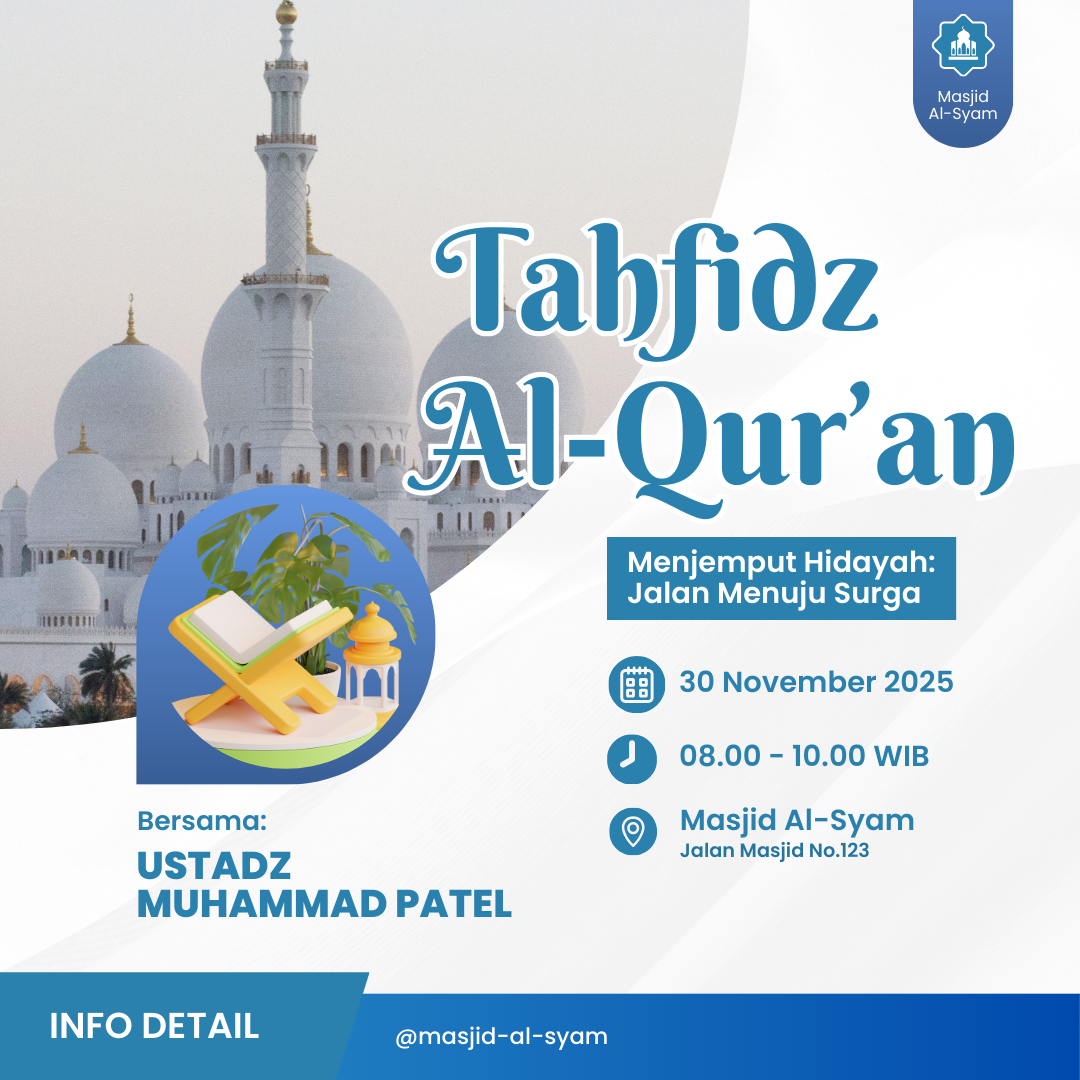 Masjid
Al-Syam
Tahfidz
Al-Qur’an
Menjemput Hidayah:
Jalan Menuju Surga
30 November 2025
08.00 - 10.00 WIB
Masjid Al-Syam
Jalan Masjid No.123
Bersama:
USTADZ
MUHAMMAD PATEL
INFO DETAIL
@masjid-al-syam